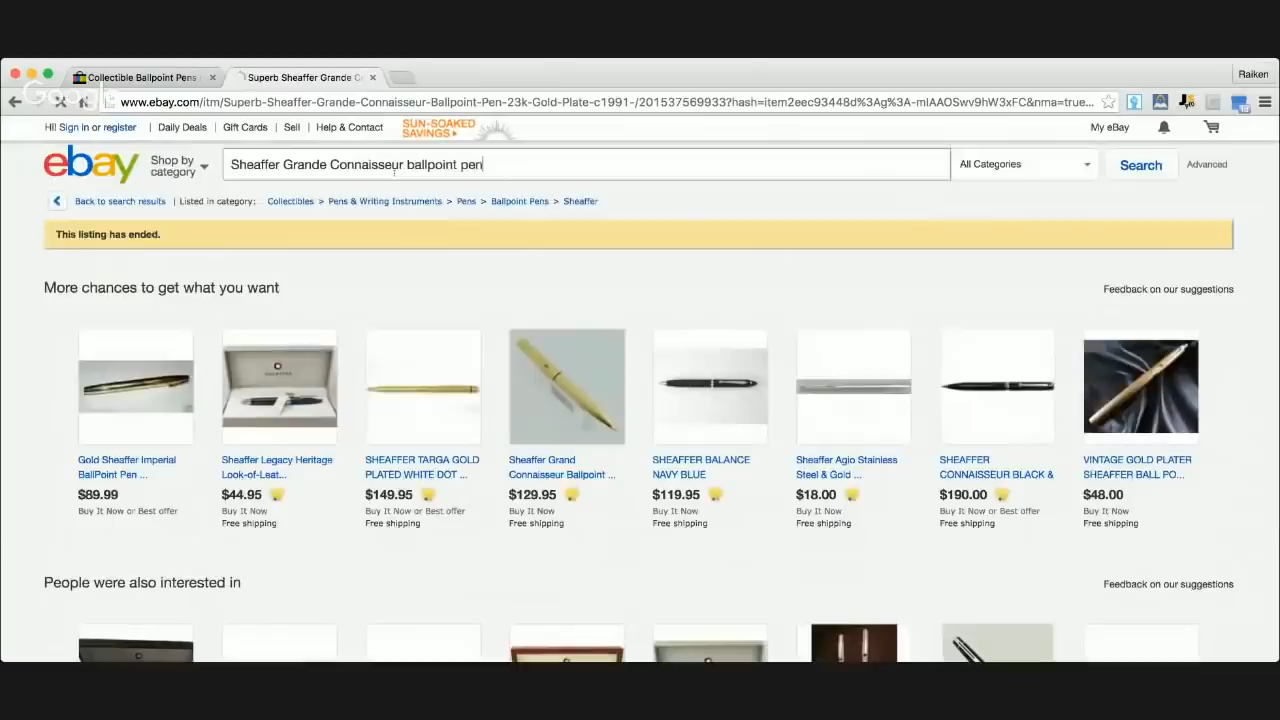 Collectible Ballpoint Pens
Superb Sheaffer Grande C
Raiken
Google
www.ebay.com/itm/Superb-Sheaffer-Grande-Connaisseur-Ballpoint-Pen-23k-Gold-Plate-c1991-/201537569933?hash=item2eec93448d%3Ag%3A-mlAAOSwv9hW3xFC&nma=true...
Hi! Sign in or register | Daily Deals | Gift Cards | Sell | Help & Contact
SUN-SOAKED
SAVINGS
My eBay
ebay
Shop by
category
Sheaffer Grande Connaisseur ballpoint pen
All Categories
Search
Advanced
Back to search results | Listed in category: Collectibles > Pens & Writing Instruments > Pens > Ballpoint Pens > Sheaffer
This listing has ended.
More chances to get what you want
Feedback on our suggestions
Gold Sheaffer Imperial
BallPoint Pen ...
$89.99
Buy It Now or Best offer
Sheaffer Legacy Heritage
Look-of-Leat...
$44.95
Buy It Now
Free shipping
SHEAFFER TARGA GOLD
PLATED WHITE DOT ...
$149.95
Buy It Now or Best offer
Free shipping
Sheaffer Grand
Connaisseur Ballpoint ...
$129.95
Buy It Now
Free shipping
SHEAFFER BALANCE
NAVY BLUE
$119.95
Buy It Now
Free shipping
Sheaffer Agio Stainless
Steel & Gold ...
$18.00
Buy It Now
Free shipping
SHEAFFER
CONNAISSEUR BLACK &
$190.00
Buy It Now or Best offer
Free shipping
VINTAGE GOLD PLATER
SHEAFFER BALL PO...
$48.00
Buy It Now
Free shipping
People were also interested in
Feedback on our suggestions